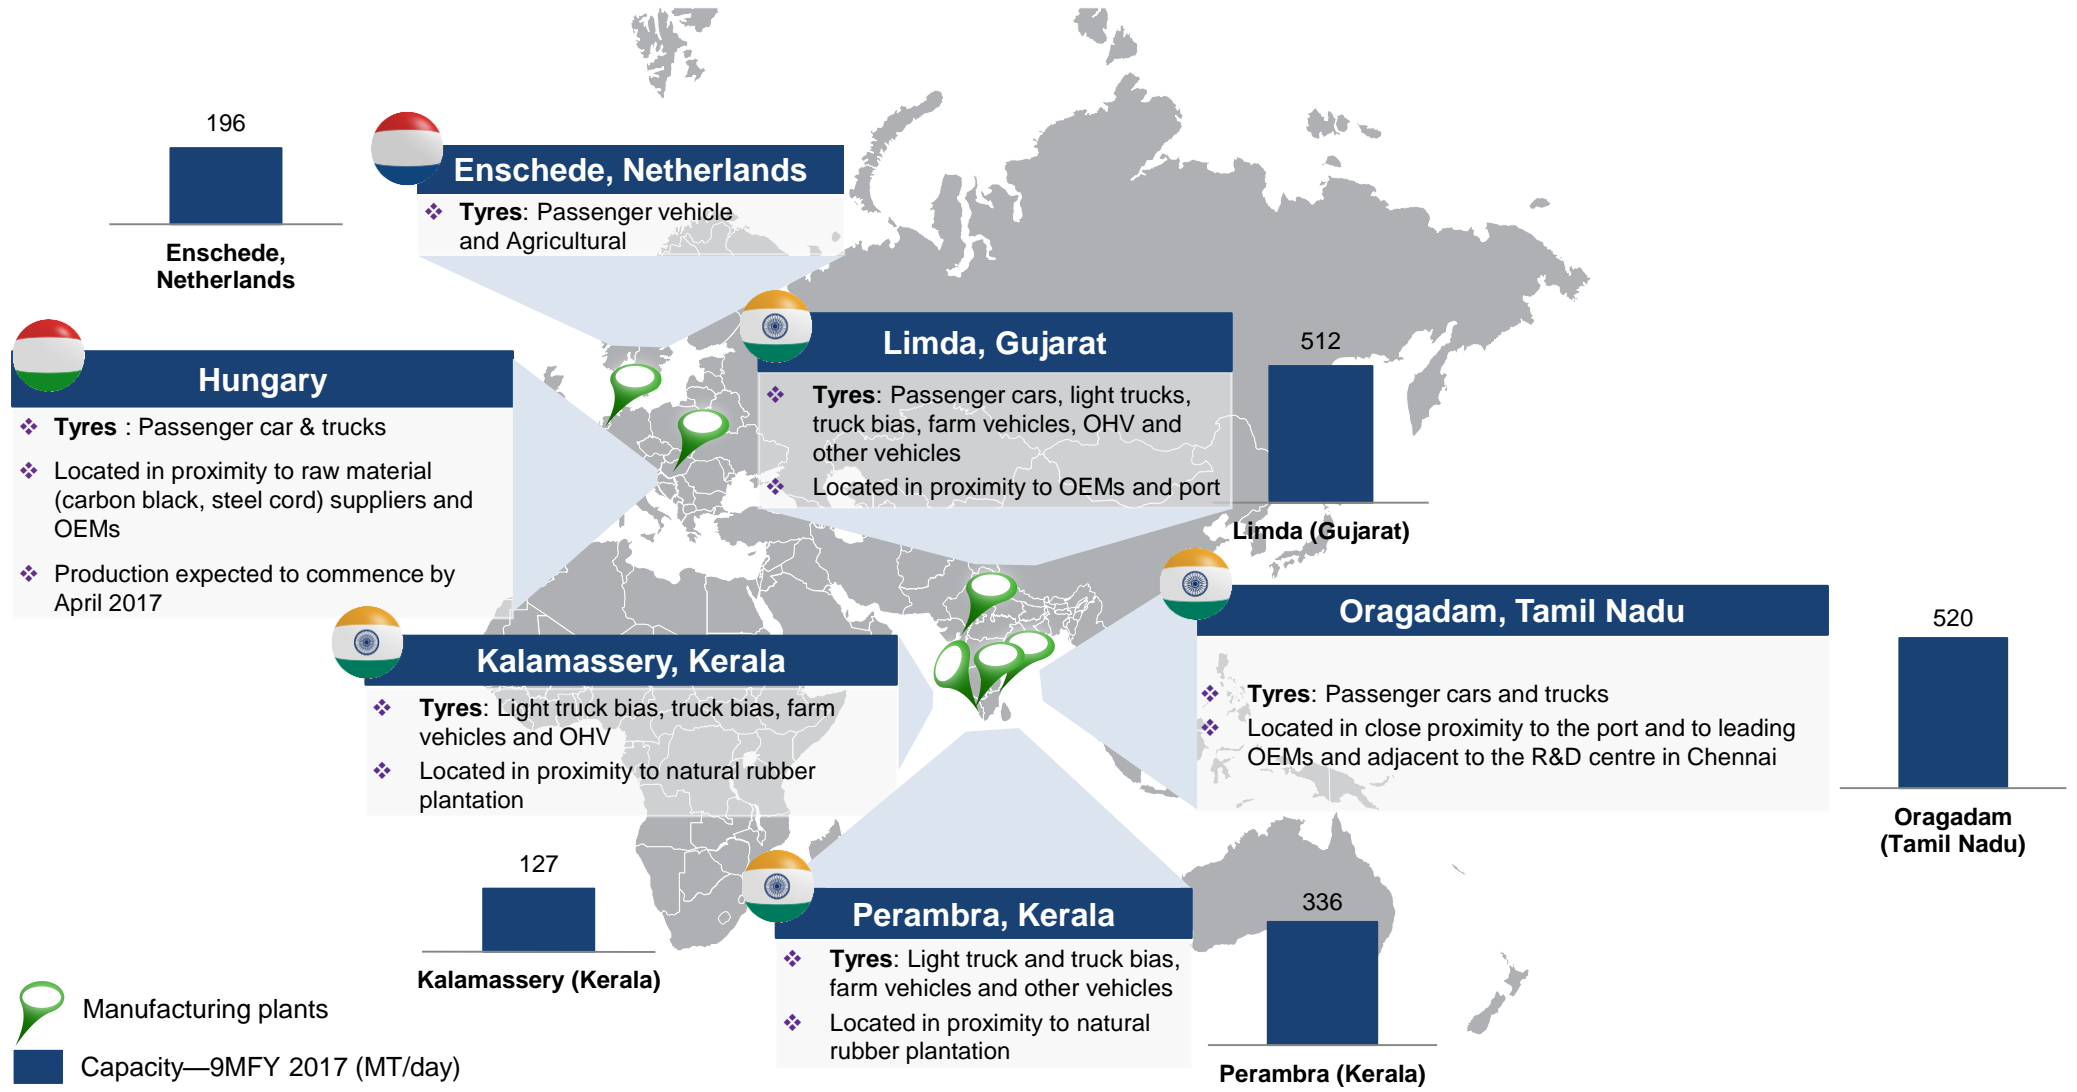 196
Enschede,
Netherlands
Enschede, Netherlands
❖ Tyres: Passenger vehicle
and Agricultural
Hungary
❖ Tyres : Passenger car & trucks
❖ Located in proximity to raw material
(carbon black, steel cord) suppliers and
OEMs
❖ Production expected to commence by
April 2017
Limda, Gujarat
❖ Tyres: Passenger cars, light trucks,
truck bias, farm vehicles, OHV and
other vehicles
❖ Located in proximity to OEMs and port
512
Limda (Gujarat)
Kalamassery, Kerala
❖ Tyres: Light truck bias, truck bias, farm
vehicles and OHV
❖ Located in proximity to natural rubber
plantation
Oragadam, Tamil Nadu
❖ Tyres: Passenger cars and trucks
❖ Located in close proximity to the port and to leading
OEMs and adjacent to the R&D centre in Chennai
520
Oragadam
(Tamil Nadu)
127
Kalamassery (Kerala)
Perambra, Kerala
❖ Tyres: Light truck and truck bias,
farm vehicles and other vehicles
❖ Located in proximity to natural
rubber plantation
336
Perambra (Kerala)
Manufacturing plants
Capacity—9MFY 2017 (MT/day)